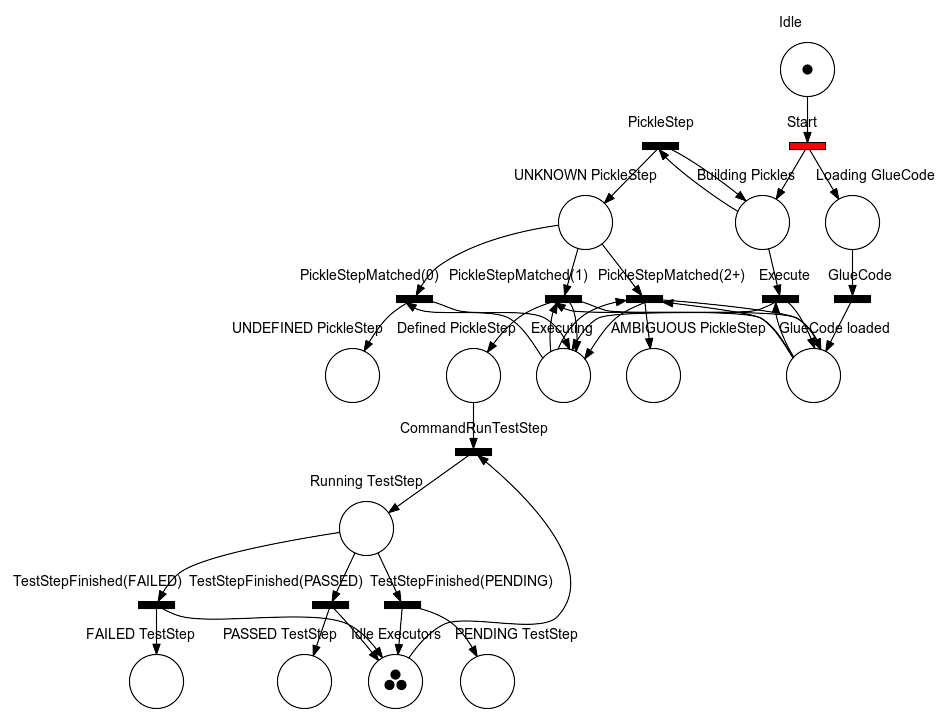 Idle
PickleStep
Start
UNKNOWN PickleStep
Building Pickles
Loading GlueCode
PickleStepMatched(0)
PickleStepMatched(1)
PickleStepMatched(2+)
Execute
GlueCode
UNDEFINED PickleStep
Defined PickleStep
Executing
AMBIGUOUS PickleStep
GlueCode loaded
CommandRunTestStep
Running TestStep
TestStepFinished(FAILED)
TestStepFinished(PASSED)
TestStepFinished(PENDING)
FAILED TestStep
PASSED TestStep
Idle Executors
PENDING TestStep